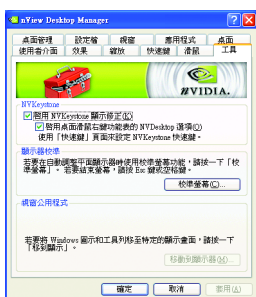 nView Desktop Manager
桌面管理 設定檔 視窗 應用程式 桌面
使用者介面 效果 縮放 快速鍵 滑鼠 工具
nVIDIA.
NVKeystone
啓用 NVKeystone 顯示修正(K)
啓用桌面滑鼠右鍵功能表的 NVDesktop 選項(O)
使用「快速鍵」頁面來設定 NVKeystone 快速鍵。
顯示器校準
若要在自動調整平面顯示器時使用校準螢幕功能，請按一下「校
準螢幕」。若要結束螢幕，請按 Esc 鍵或空格鍵。
校準螢幕(C)...
視窗公用程式
若要將 Windows 圖示和工具列移至特定的顯示畫面，請按一下
「移到顯示」。
移動到顯示器(M)...
確定 取消 套用(A)